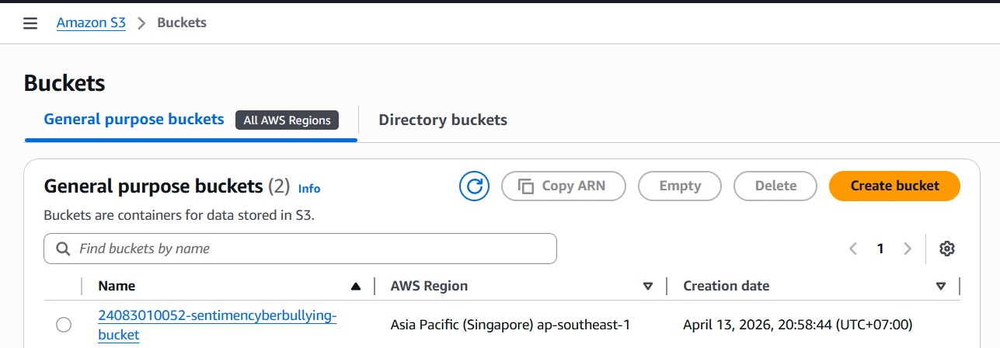 Amazon S3 > Buckets
Buckets
General purpose buckets All AWS Regions Directory buckets
General purpose buckets (2) Info Copy ARN Empty Delete Create bucket
Buckets are containers for data stored in S3.
Find buckets by name 1
Name AWS Region Creation date
24083010052-sentimencyberbullying-
bucket
Asia Pacific (Singapore) ap-southeast-1 April 13, 2026, 20:58:44 (UTC+07:00)